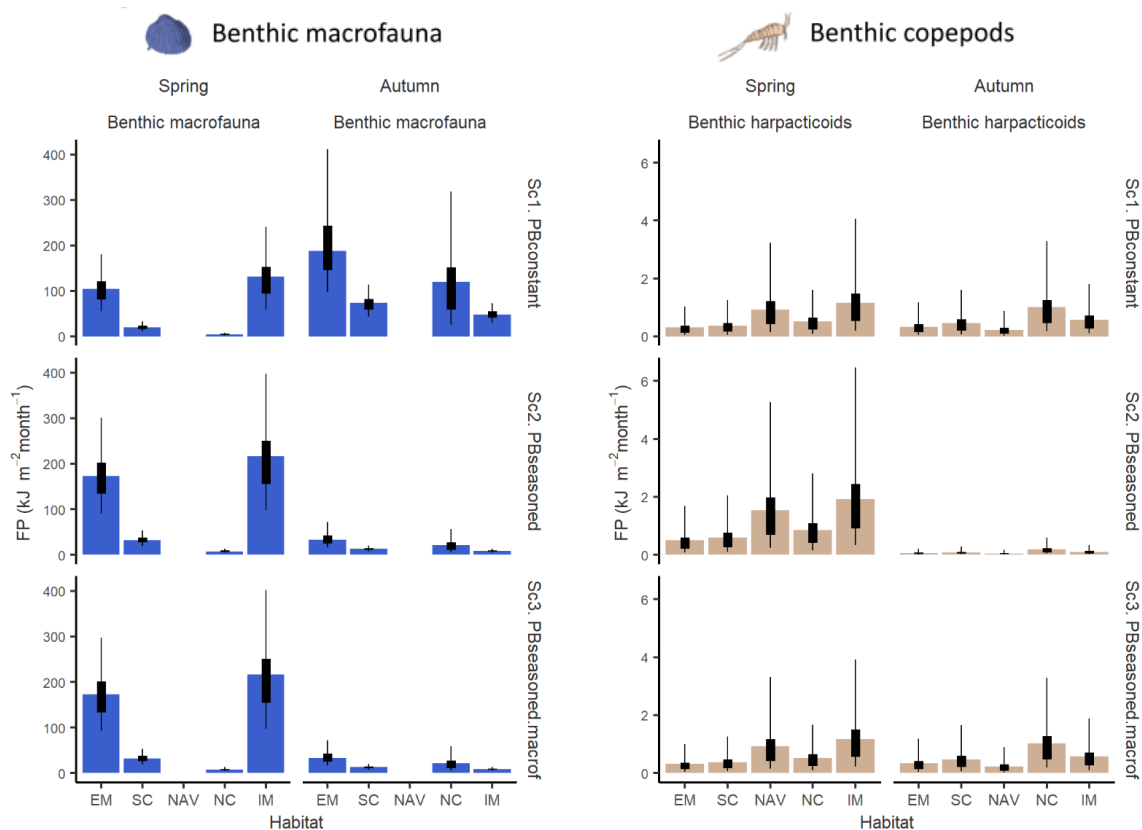 Benthic macrofauna
Spring
Autumn
Benthic macrofauna
Benthic macrofauna
FP (kJ m⁻²month⁻¹)
400
300
200
100
0
Sc1. PBconstant
400
300
200
100
0
Sc2. PBseasoned
400
300
200
100
0
Sc3. PBseasoned.macrof
EM SC NAV NC IM
EM SC NAV NC IM
Habitat
Benthic copepods
Spring
Autumn
Benthic harpacticoids
Benthic harpacticoids
FP (kJ m⁻²month⁻¹)
6
4
2
0
Sc1. PBconstant
6
4
2
0
Sc2. PBseasoned
6
4
2
0
Sc3. PBseasoned.macrof
EM SC NAV NC IM
EM SC NAV NC IM
Habitat